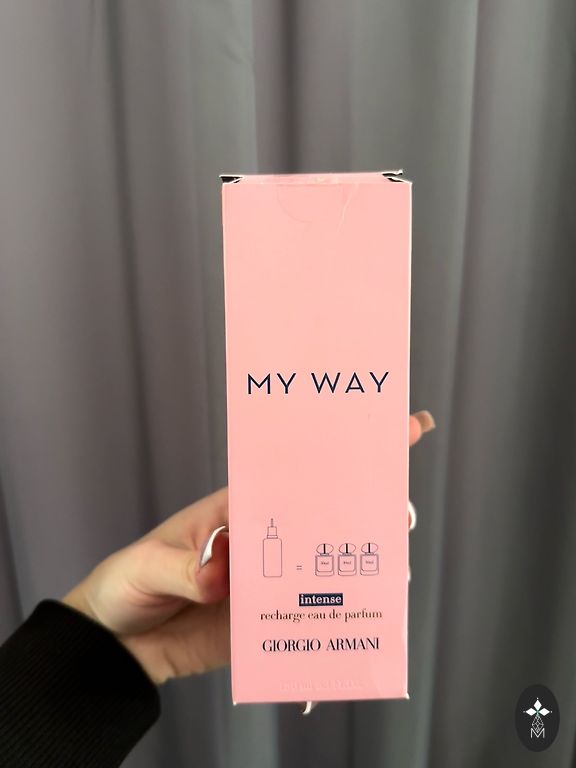 MY WAY
=
intense
recharge eau de parfum
GIORGIO ARMANI
M